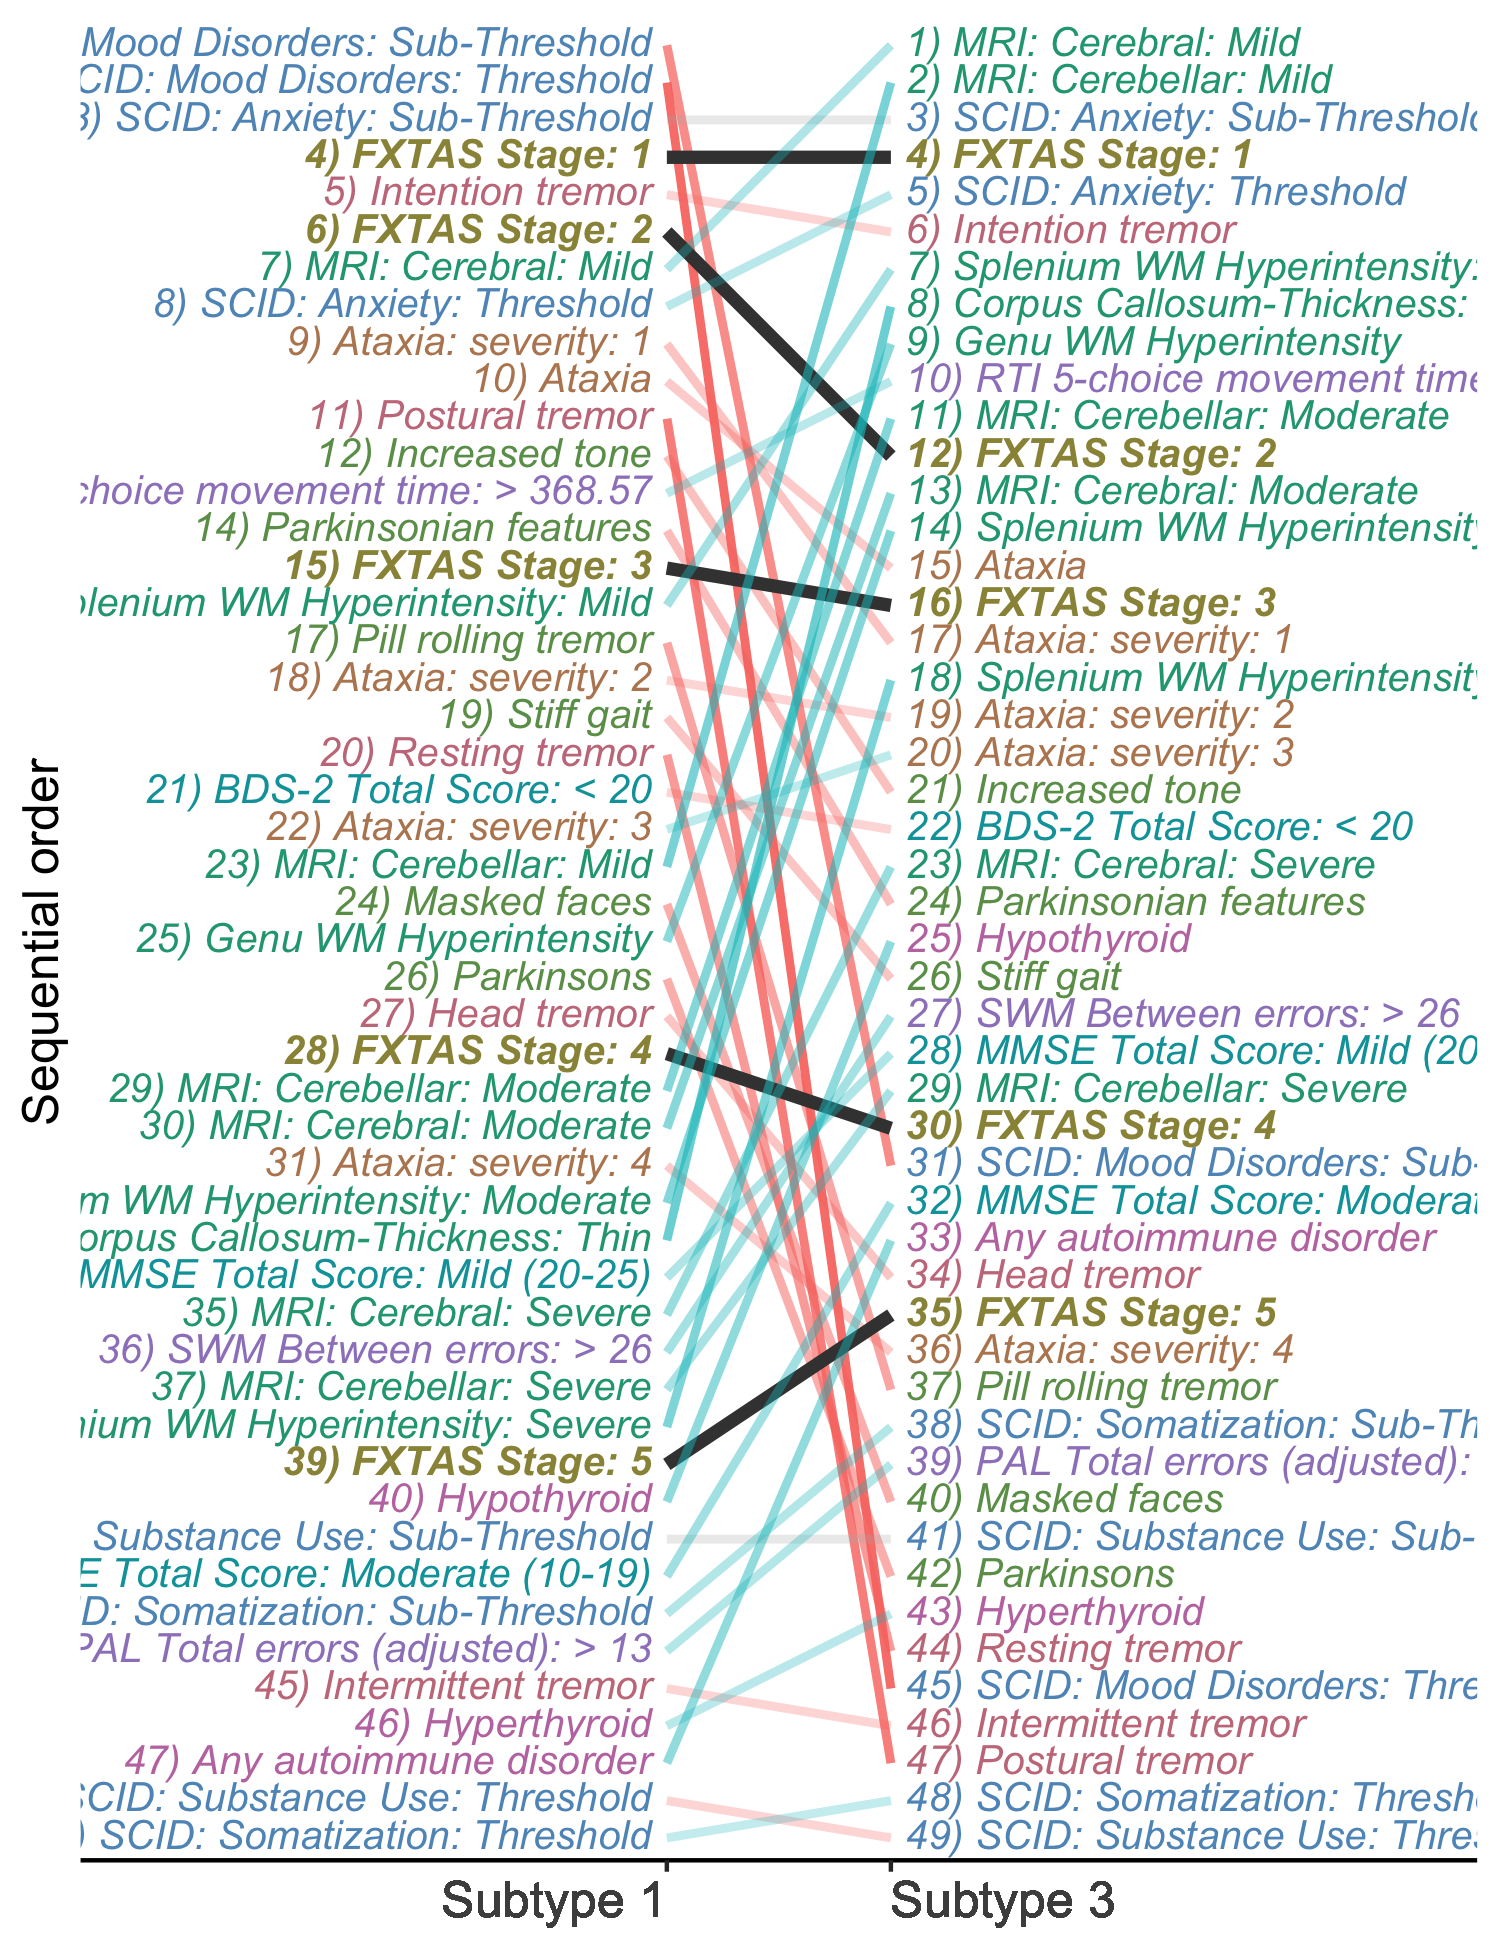 Mood Disorders: Sub-Threshold
CID: Mood Disorders: Threshold
3) SCID: Anxiety: Sub-Threshold
4) FXTAS Stage: 1
5) Intention tremor
6) FXTAS Stage: 2
7) MRI: Cerebral: Mild
8) SCID: Anxiety: Threshold
9) Ataxia: severity: 1
10) Ataxia
11) Postural tremor
12) Increased tone
choice movement time: > 368.57
14) Parkinsonian features
15) FXTAS Stage: 3
plenium WM Hyperintensity: Mild
17) Pill rolling tremor
18) Ataxia: severity: 2
19) Stiff gait
20) Resting tremor
21) BDS-2 Total Score: < 20
22) Ataxia: severity: 3
23) MRI: Cerebellar: Mild
24) Masked faces
25) Genu WM Hyperintensity
26) Parkinsons
27) Head tremor
28) FXTAS Stage: 4
29) MRI: Cerebellar: Moderate
30) MRI: Cerebral: Moderate
31) Ataxia: severity: 4
m WM Hyperintensity: Moderate
orpus Callosum-Thickness: Thin
MMSE Total Score: Mild (20-25)
35) MRI: Cerebral: Severe
36) SWM Between errors: > 26
37) MRI: Cerebellar: Severe
nium WM Hyperintensity: Severe
39) FXTAS Stage: 5
40) Hypothyroid
Substance Use: Sub-Threshold
E Total Score: Moderate (10-19)
ID: Somatization: Sub-Threshold
PAL Total errors (adjusted): > 13
45) Intermittent tremor
46) Hyperthyroid
47) Any autoimmune disorder
SCID: Substance Use: Threshold
) SCID: Somatization: Threshold
1) MRI: Cerebral: Mild
2) MRI: Cerebellar: Mild
3) SCID: Anxiety: Sub-Threshold
4) FXTAS Stage: 1
5) SCID: Anxiety: Threshold
6) Intention tremor
7) Splenium WM Hyperintensity:
8) Corpus Callosum-Thickness:
9) Genu WM Hyperintensity
10) RTI 5-choice movement time
11) MRI: Cerebellar: Moderate
12) FXTAS Stage: 2
13) MRI: Cerebral: Moderate
14) Splenium WM Hyperintensity
15) Ataxia
16) FXTAS Stage: 3
17) Ataxia: severity: 1
18) Splenium WM Hyperintensity
19) Ataxia: severity: 2
20) Ataxia: severity: 3
21) Increased tone
22) BDS-2 Total Score: < 20
23) MRI: Cerebral: Severe
24) Parkinsonian features
25) Hypothyroid
26) Stiff gait
27) SWM Between errors: > 26
28) MMSE Total Score: Mild (20
29) MRI: Cerebellar: Severe
30) FXTAS Stage: 4
31) SCID: Mood Disorders: Sub-
32) MMSE Total Score: Moderat
33) Any autoimmune disorder
34) Head tremor
35) FXTAS Stage: 5
36) Ataxia: severity: 4
37) Pill rolling tremor
38) SCID: Somatization: Sub-Th
39) PAL Total errors (adjusted):
40) Masked faces
41) SCID: Substance Use: Sub-
42) Parkinsons
43) Hyperthyroid
44) Resting tremor
45) SCID: Mood Disorders: Thre
46) Intermittent tremor
47) Postural tremor
48) SCID: Somatization: Thresh
49) SCID: Substance Use: Thres
Sequential order
Subtype 1
Subtype 3